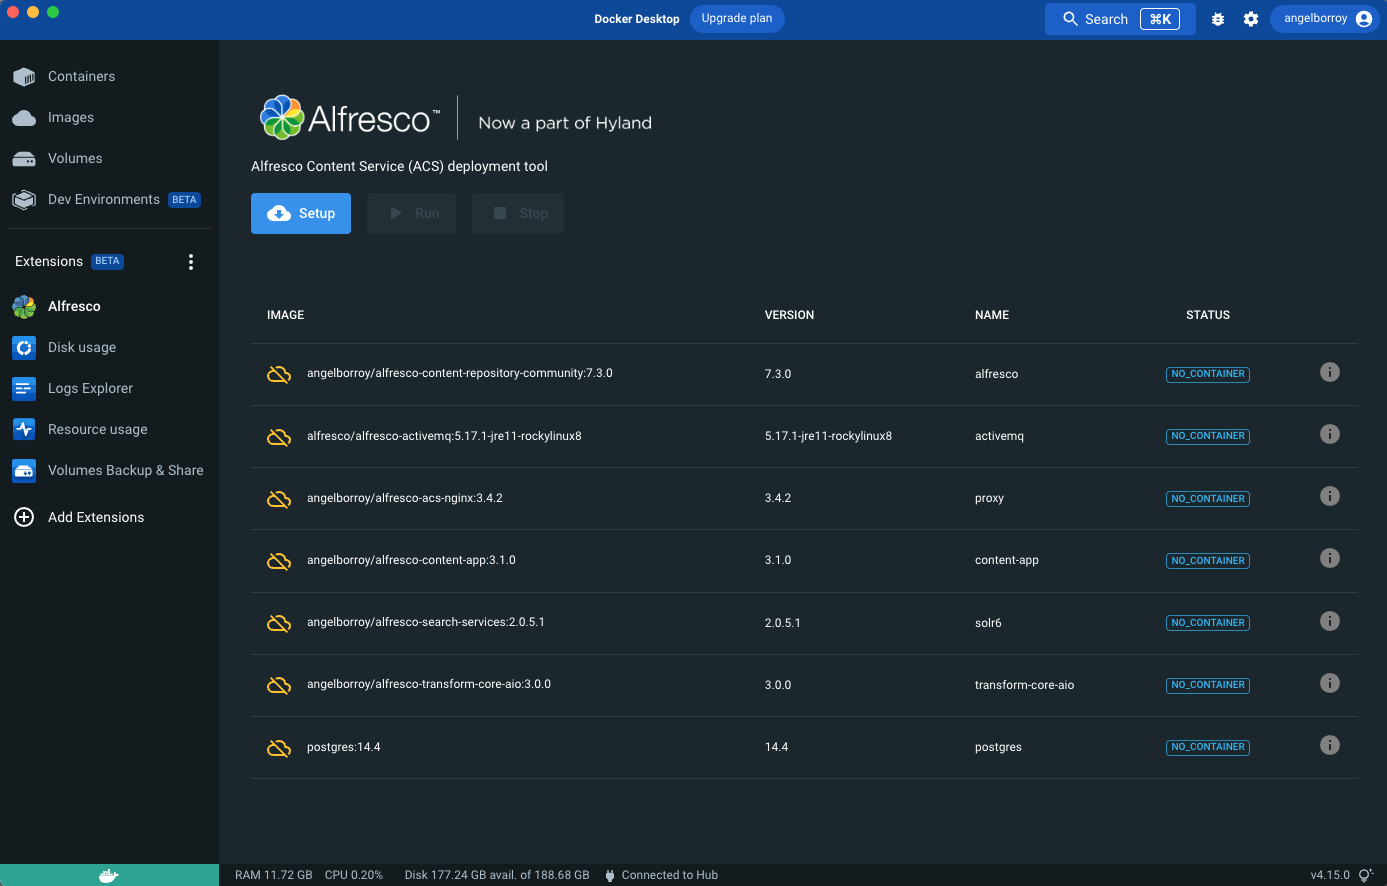 Docker Desktop Upgrade plan Search ⌘K angelborroy
Containers
Images
Volumes
Dev Environments BETA
Extensions BETA
Alfresco
Disk usage
Logs Explorer
Resource usage
Volumes Backup & Share
Add Extensions
Alfresco™ Now a part of Hyland
Alfresco Content Service (ACS) deployment tool
Setup Run Stop
IMAGE VERSION NAME STATUS
angelborroy/alfresco-content-repository-community:7.3.0 7.3.0 alfresco NO_CONTAINER
alfresco/alfresco-activemq:5.17.1-jre11-rockylinux8 5.17.1-jre11-rockylinux8 activemq NO_CONTAINER
angelborroy/alfresco-acs-nginx:3.4.2 3.4.2 proxy NO_CONTAINER
angelborroy/alfresco-content-app:3.1.0 3.1.0 content-app NO_CONTAINER
angelborroy/alfresco-search-services:2.0.5.1 2.0.5.1 solr6 NO_CONTAINER
angelborroy/alfresco-transform-core-aio:3.0.0 3.0.0 transform-core-aio NO_CONTAINER
postgres:14.4 14.4 postgres NO_CONTAINER
RAM 11.72 GB CPU 0.20% Disk 177.24 GB avail. of 188.68 GB Connected to Hub v4.15.0